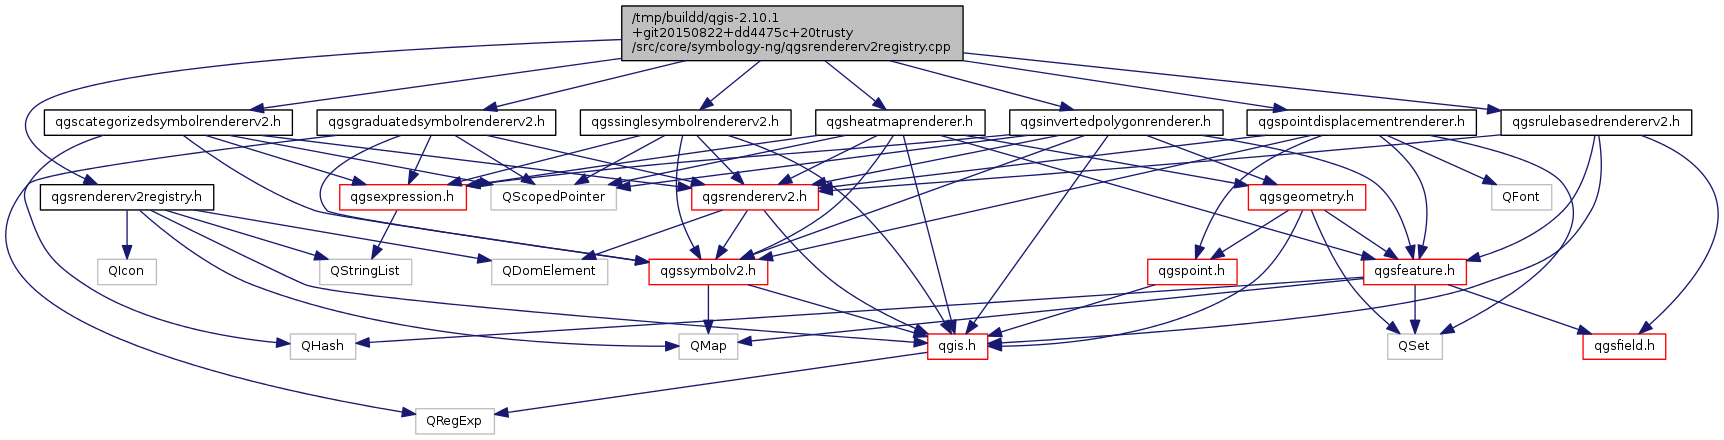 /tmp/buildd/qgis-2.10.1
+git20150822+dd4475c+20trusty
/src/core/symbology-ng/qgsrendererv2registry.cpp
qgscategorizedsymbolrendererv2.h
qgsgraduatedsymbolrendererv2.h
qgssinglesymbolrendererv2.h
qgsheatmaprenderer.h
qgsinvertedpolygonrenderer.h
qgspointdisplacementrenderer.h
qgsrulebasedrendererv2.h
qgsrendererv2registry.h
qgsexpression.h
QScopedPointer
qgsrendererv2.h
qgsgeometry.h
QFont
QIcon
QStringList
QDomElement
qgssymbolv2.h
qgspoint.h
qgsfeature.h
QHash
QMap
qgis.h
QSet
qgsfield.h
QRegExp